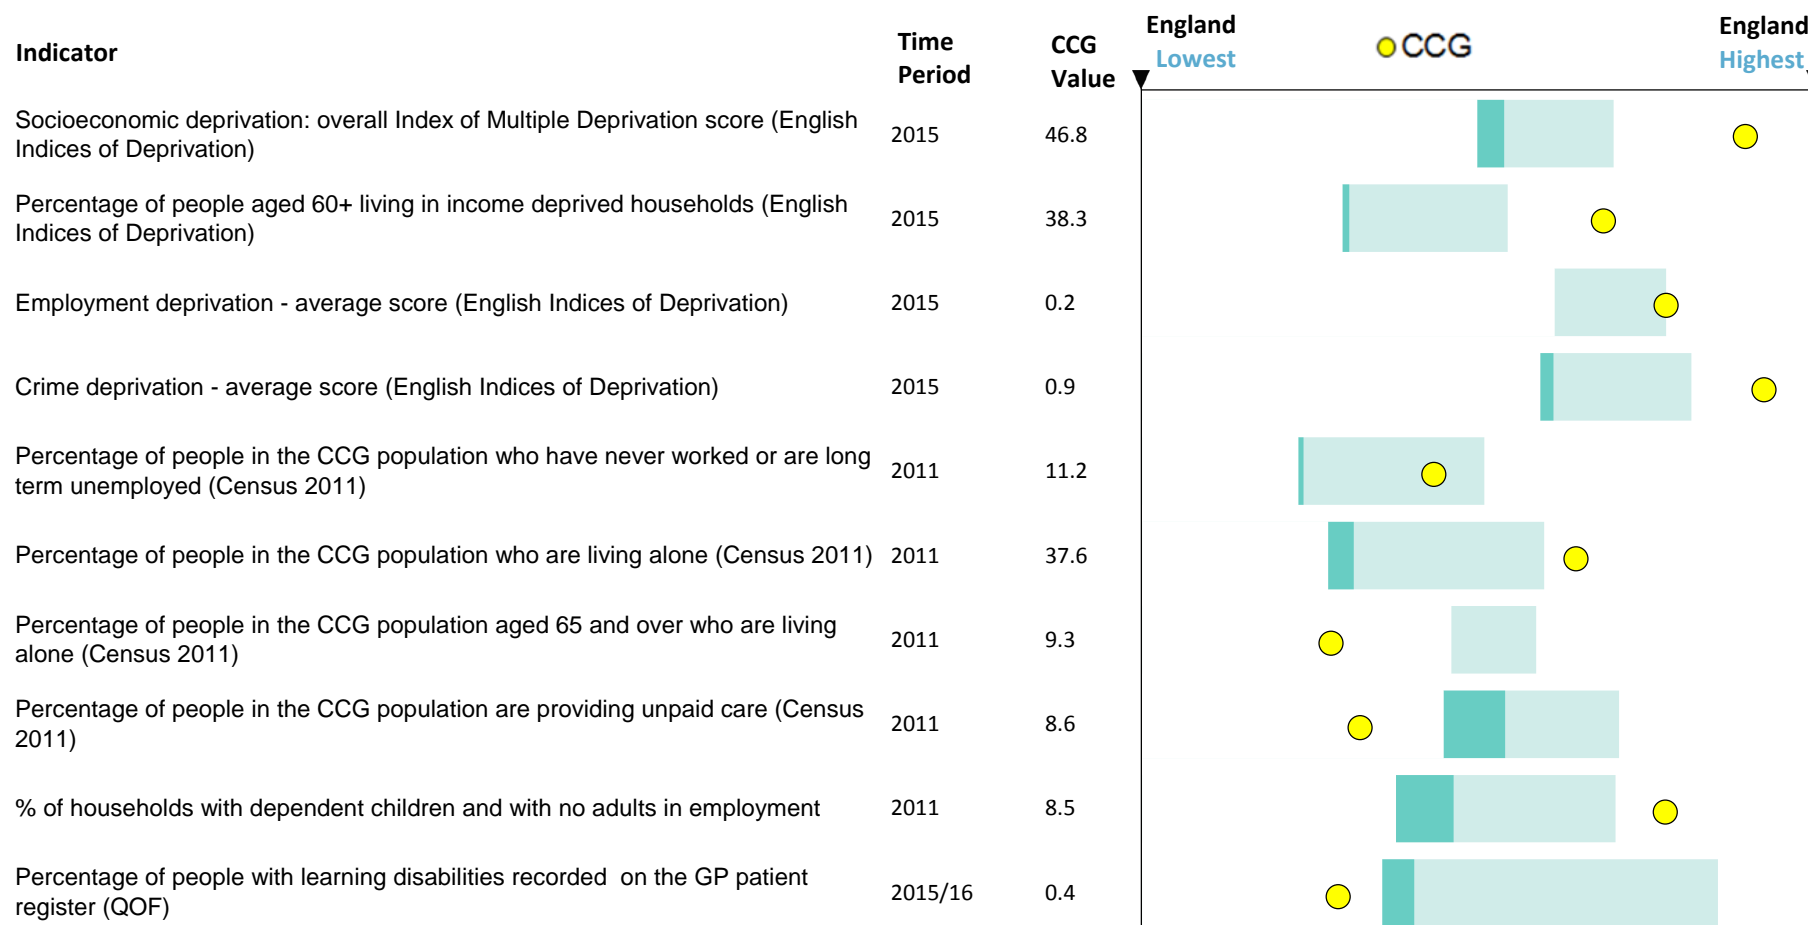 Indicator
Time
Period
CCG
Value
England
Lowest
CCG
England
Highest
Socioeconomic deprivation: overall Index of Multiple Deprivation score (English
Indices of Deprivation)
2015
46.8
Percentage of people aged 60+ living in income deprived households (English
Indices of Deprivation)
2015
38.3
Employment deprivation - average score (English Indices of Deprivation)
2015
0.2
Crime deprivation - average score (English Indices of Deprivation)
2015
0.9
Percentage of people in the CCG population who have never worked or are long
term unemployed (Census 2011)
2011
11.2
Percentage of people in the CCG population who are living alone (Census 2011)
2011
37.6
Percentage of people in the CCG population aged 65 and over who are living
alone (Census 2011)
2011
9.3
Percentage of people in the CCG population are providing unpaid care (Census
2011)
2011
8.6
% of households with dependent children and with no adults in employment
2011
8.5
Percentage of people with learning disabilities recorded  on the GP patient
register (QOF)
2015/16
0.4